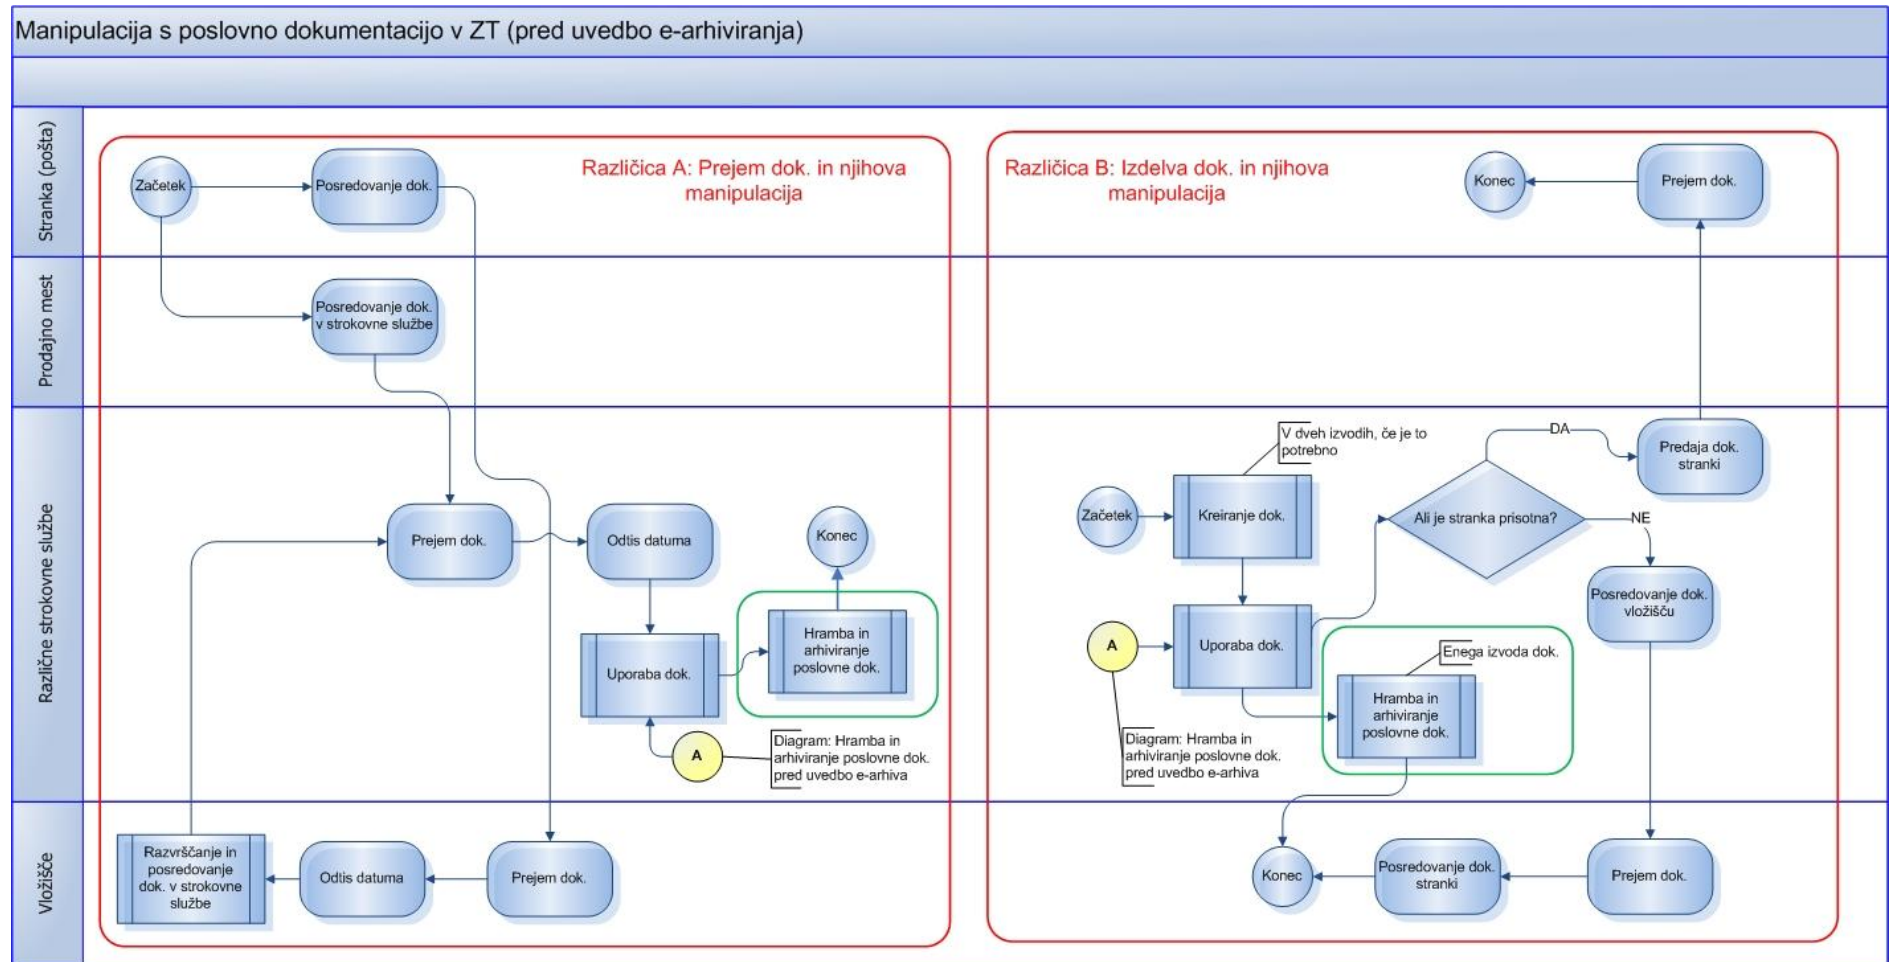 Manipulacija s poslovno dokumentacijo v ZT (pred uvedbo e-arhiviranja)
Stranka (pošta)
Različica A: Prejem dok. in njihova
manipulacija
Začetek
Posredovanje dok.
Različica B: Izdelva dok. in njihova
manipulacija
Konec
Prejem dok.
Prodajno mest
Posredovanje dok.
v strokovne službe
Različne strokovne službe
Prejem dok.
Odtis datuma
Konec
Uporaba dok.
Hramba in
arhiviranje
poslovne dok.
A
Diagram: Hramba in
arhiviranje poslovne dok.
pred uvedbo e-arhiva
V dveh izvodih, če je to
potrebno
Začetek
Kreiranje dok.
Ali je stranka prisotna?
DA
Predaja dok.
stranki
NE
Posredovanje dok.
vložišču
A
Uporaba dok.
Enega izvoda dok.
Hramba in
arhiviranje
poslovne dok.
Diagram: Hramba in
arhiviranje poslovne dok.
pred uvedbo e-arhiva
Vložišče
Razvrščanje in
posredovanje
dok. v strokovne
službe
Odtis datuma
Prejem dok.
Konec
Posredovanje dok.
stranki
Prejem dok.